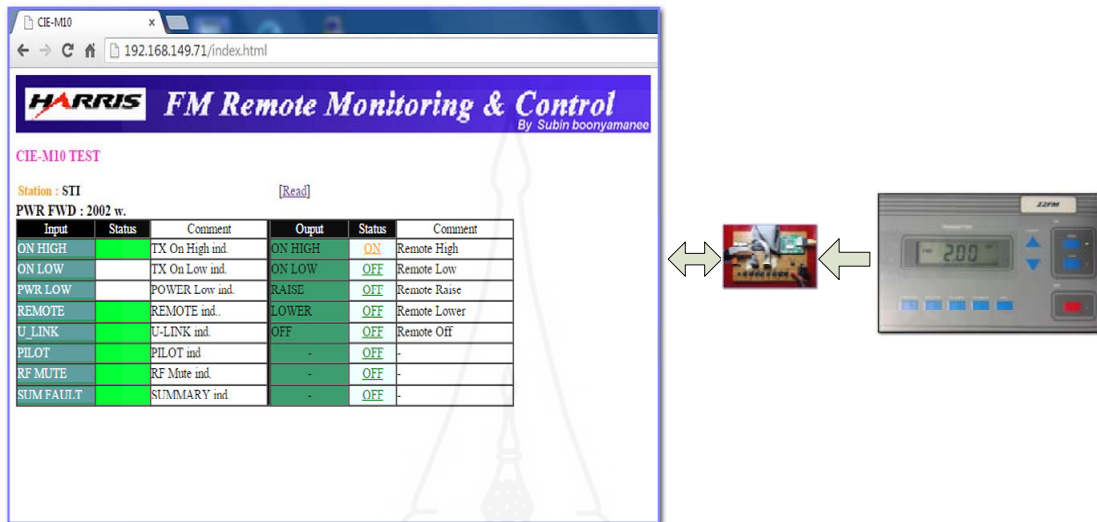 CIE-M10
192.168.149.71/index.html
HARRIS FM Remote Monitoring & Control
By Subin boonyamanee
CIE-M10 TEST
Station : STI [Read]
PWR FWD : 2002 w.
Input Status Comment Ouput Status Comment
ON HIGH TX On High ind. ON HIGH ON Remote High
ON LOW TX On Low ind. ON LOW OFF Remote Low
PWR LOW POWER Low ind. RAISE OFF Remote Raise
REMOTE REMOTE ind.. LOWER OFF Remote Lower
U_LINK U-LINK ind. OFF OFF Remote Off
PILOT PILOT ind - OFF -
RF MUTE RF Mute ind. - OFF -
SUM FAULT SUMMARY ind - OFF -
Z2FM
2.00